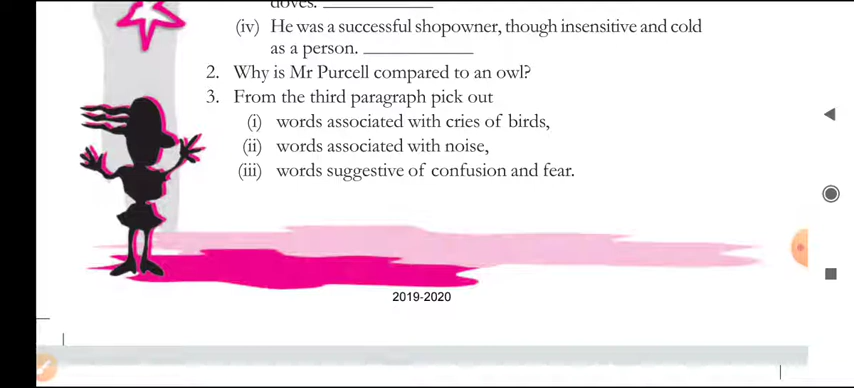 doves. ____________
(iv) He was a successful shopowner, though insensitive and cold
as a person. ____________
2. Why is Mr Purcell compared to an owl?
3. From the third paragraph pick out
(i) words associated with cries of birds,
(ii) words associated with noise,
(iii) words suggestive of confusion and fear.
2019-2020